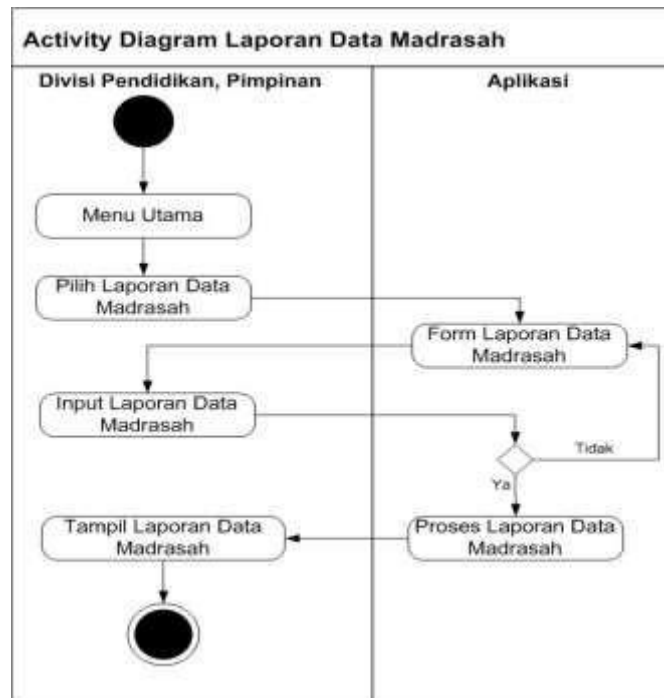 Activity Diagram Laporan Data Madrasah
Divisi Pendidikan, Pimpinan
Aplikasi
Menu Utama
Pilih Laporan Data
Madrasah
Form Laporan Data
Madrasah
Input Laporan Data
Madrasah
Tidak
Ya
Tampil Laporan Data
Madrasah
Proses Laporan Data
Madrasah